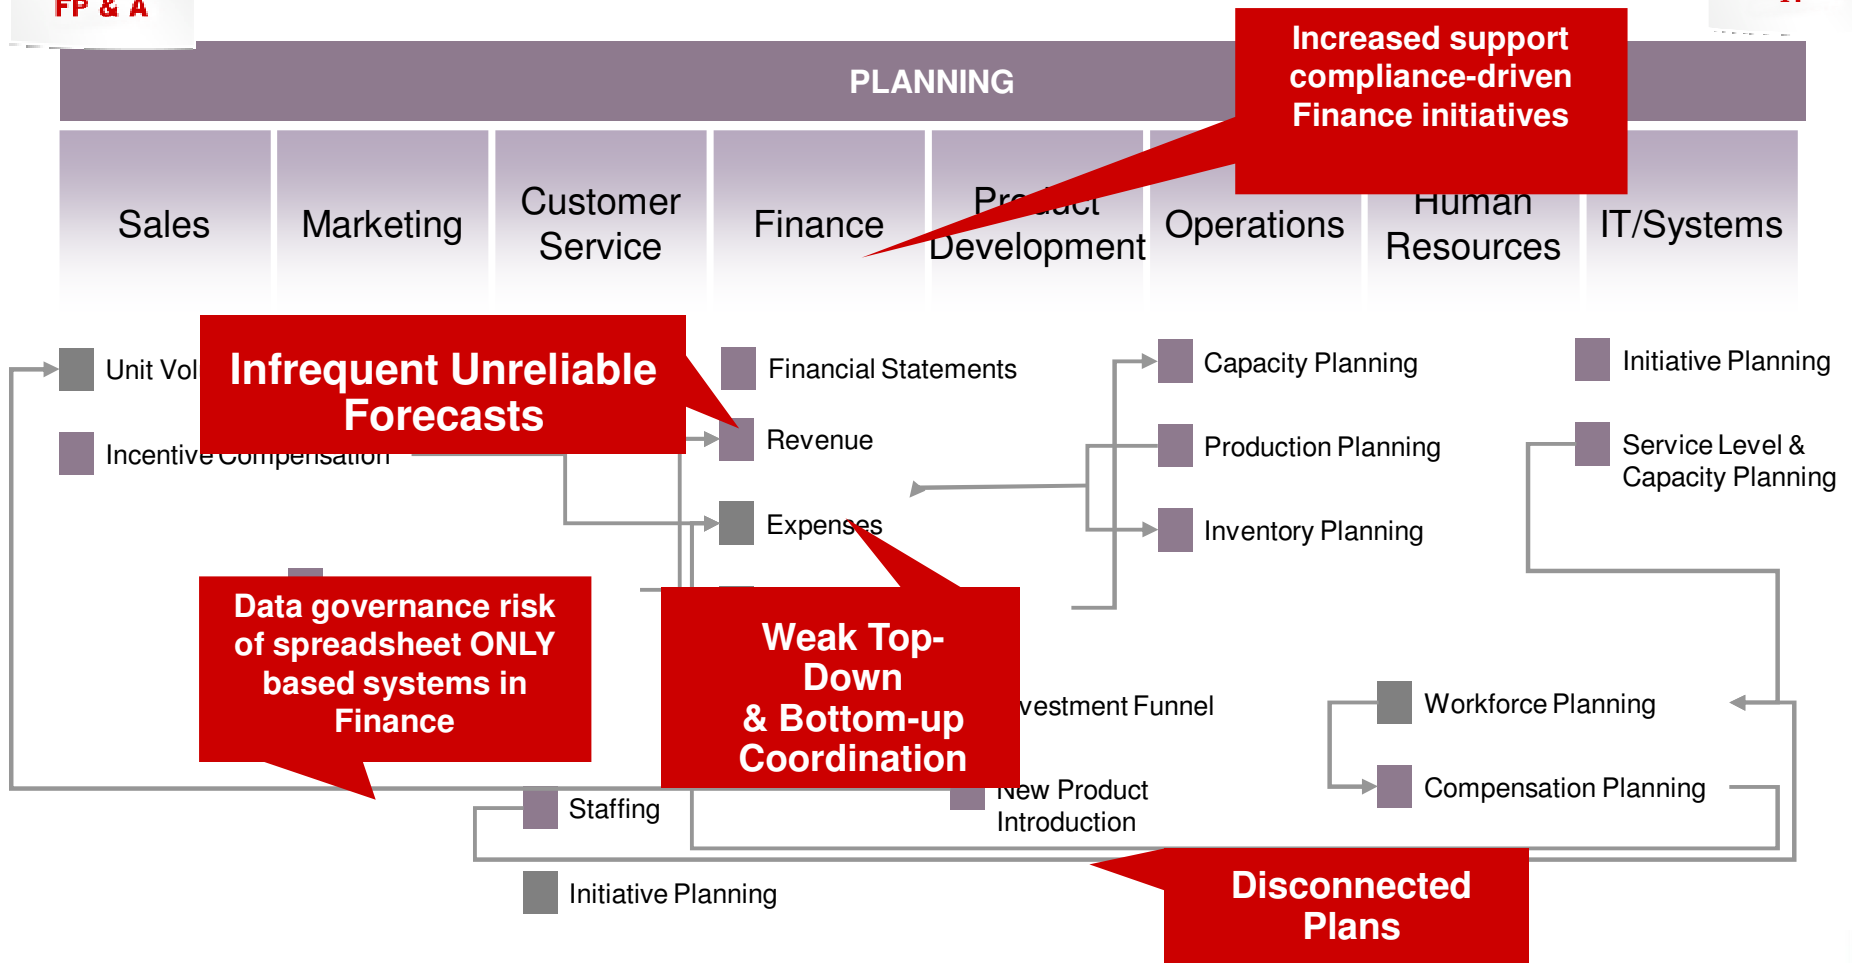 FP & A
PLANNING
Increased support
compliance-driven
Finance initiatives
Sales
Marketing
Customer
Service
Finance
Product
Development
Operations
Human
Resources
IT/Systems
Unit Vol
Incentive Compensation
Infrequent Unreliable
Forecasts
Financial Statements
Revenue
Expenses
Capacity Planning
Production Planning
Inventory Planning
Initiative Planning
Service Level &
Capacity Planning
Data governance risk
of spreadsheet ONLY
based systems in
Finance
Weak Top-
Down
& Bottom-up
Coordination
vestment Funnel
New Product
Introduction
Workforce Planning
Compensation Planning
Staffing
Initiative Planning
Disconnected
Plans